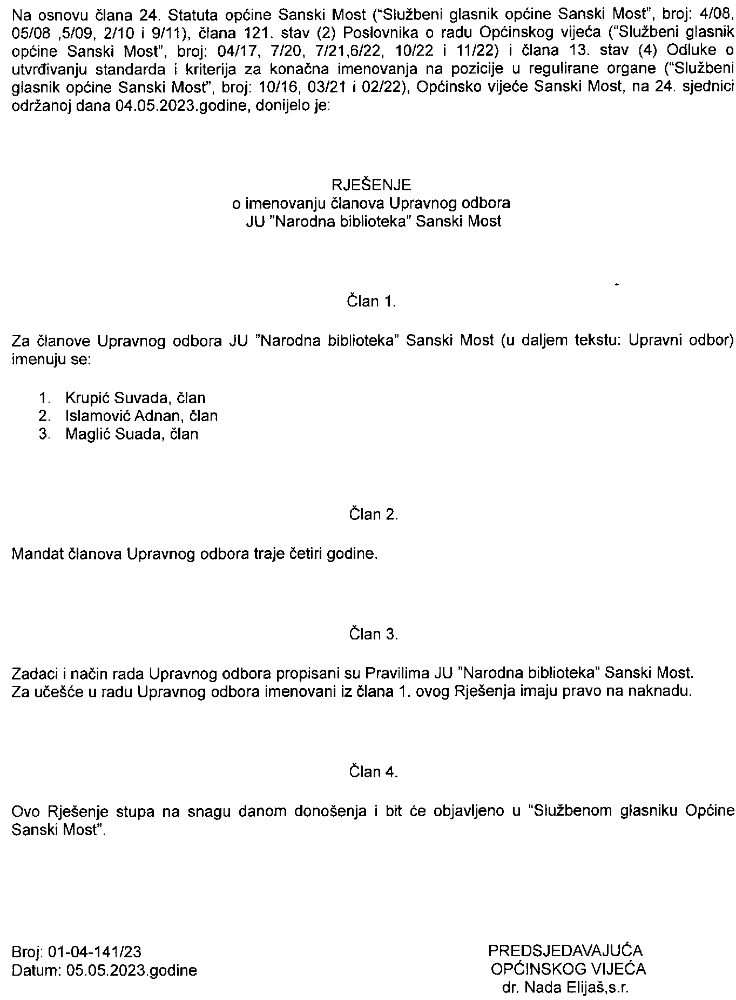 Na osnovu člana 24. Statuta općine Sanski Most (“Službeni glasnik općine Sanski Most”, broj: 4/08,
05/08 ,5/09, 2/10 i 9/11), člana 121. stav (2) Poslovnika o radu Općinskog vijeća (“Službeni glasnik
općine Sanski Most”, broj: 04/17, 7/20, 7/21,6/22, 10/22 i 11/22) i člana 13. stav (4) Odluke o
utvrđivanju standarda i kriterija za konačna imenovanja na pozicije u regulirane organe (“Službeni
glasnik općine Sanski Most”, broj: 10/16, 03/21 i 02/22), Općinsko vijeće Sanski Most, na 24. sjednici
održanoj dana 04.05.2023.godine, donijelo je:
RJEŠENJE
o imenovanju članova Upravnog odbora
JU ”Narodna biblioteka” Sanski Most
Član 1.
Za članove Upravnog odbora JU ”Narodna biblioteka” Sanski Most (u daljem tekstu: Upravni odbor)
imenuju se:
1. Krupić Suvada, član
2. Islamović Adnan, član
3. Maglić Suada, član
Član 2.
Mandat članova Upravnog odbora traje četiri godine.
Član 3.
Zadaci i način rada Upravnog odbora propisani su Pravilima JU ”Narodna biblioteka” Sanski Most.
Za učešće u radu Upravnog odbora imenovani iz člana 1. ovog Rješenja imaju pravo na naknadu.
Član 4.
Ovo Rješenje stupa na snagu danom donošenja i bit će objavljeno u “Službenom glasniku Općine
Sanski Most”.
Broj: 01-04-141/23
Datum: 05.05.2023.godine
PREDSJEDAVAJUĆA
OPĆINSKOG VIJEĆA
dr. Nada Elijaš,s.r.